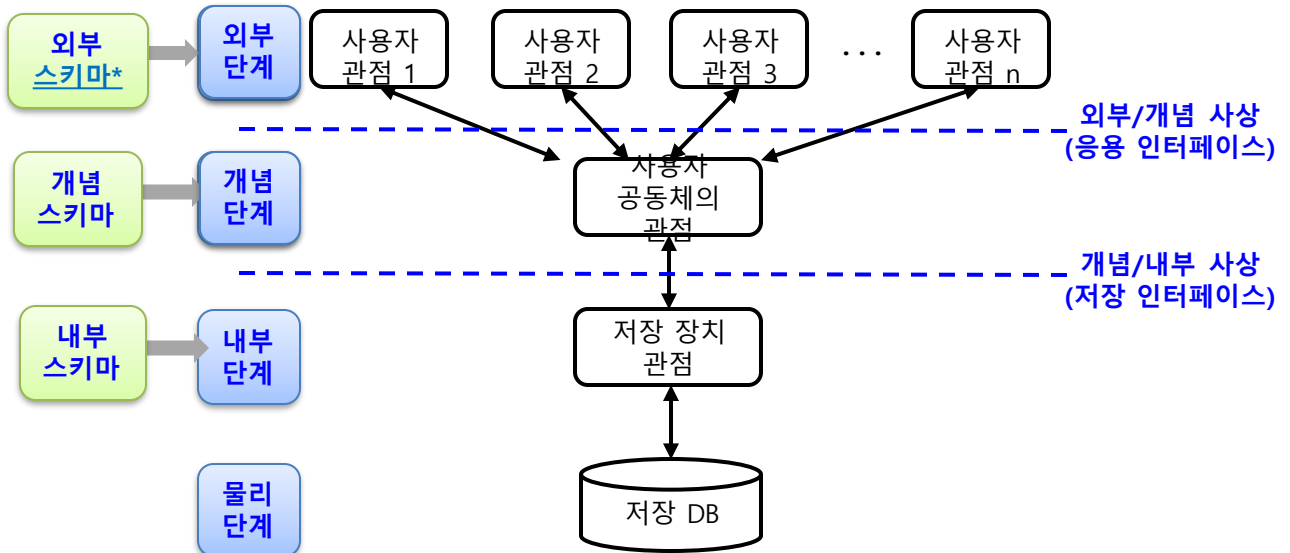 외부
스키마*
외부
단계
사용자
관점 1
사용자
관점 2
사용자
관점 3
...
사용자
관점 n
외부/개념 사상
(응용 인터페이스)
개념
스키마
개념
단계
사용자
공동체의
관점
개념/내부 사상
(저장 인터페이스)
내부
스키마
내부
단계
저장 장치
관점
물리
단계
저장 DB